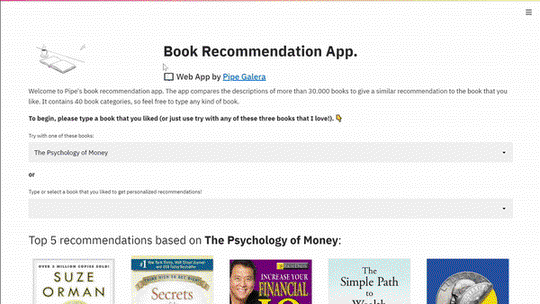 Book Recommendation App.
Web App by Pipe Galera
Welcome to Pipe's book recommendation app. The app compares the descriptions of more than 30.000 books to give a similar recommendation to the book that you
like. It contains 40 book categories, so feel free to type any kind of book.
To begin, please type a book that you liked (or just use try with any of these three books that I love!). 👇
Try with one of these books:
The Psychology of Money
or
Type or select a book that you liked to get personalized recommendations!
Top 5 recommendations based on The Psychology of Money:
SUZE
ORMAN
#1
Secrets
INCREASE YOUR
FINANCIAL
IQ
The
Simple Path
to
Wealth